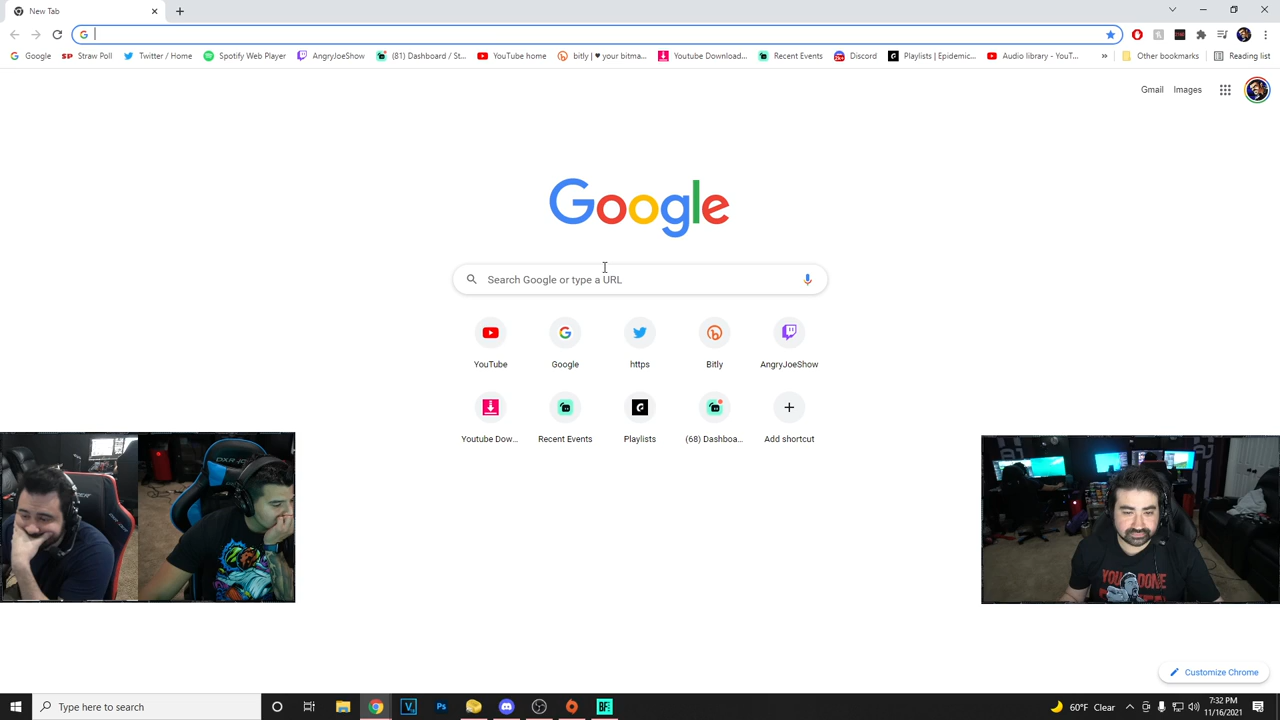 New Tab
Google
Straw Poll
Twitter / Home
Spotify Web Player
AngryJoeShow
(81) Dashboard / St...
YouTube home
bitly | ♥ your bitma...
Youtube Download...
Recent Events
Discord
Playlists | Epidemic...
Audio library - YouT...
»
Other bookmarks
Reading list
Gmail
Images
Google
Search Google or type a URL
YouTube
Google
https
Bitly
AngryJoeShow
Youtube Dow...
Recent Events
Playlists
(68) Dashboa...
Add shortcut
YOU DONE
Customize Chrome
Type here to search
60°F Clear
7:32 PM
11/16/2021